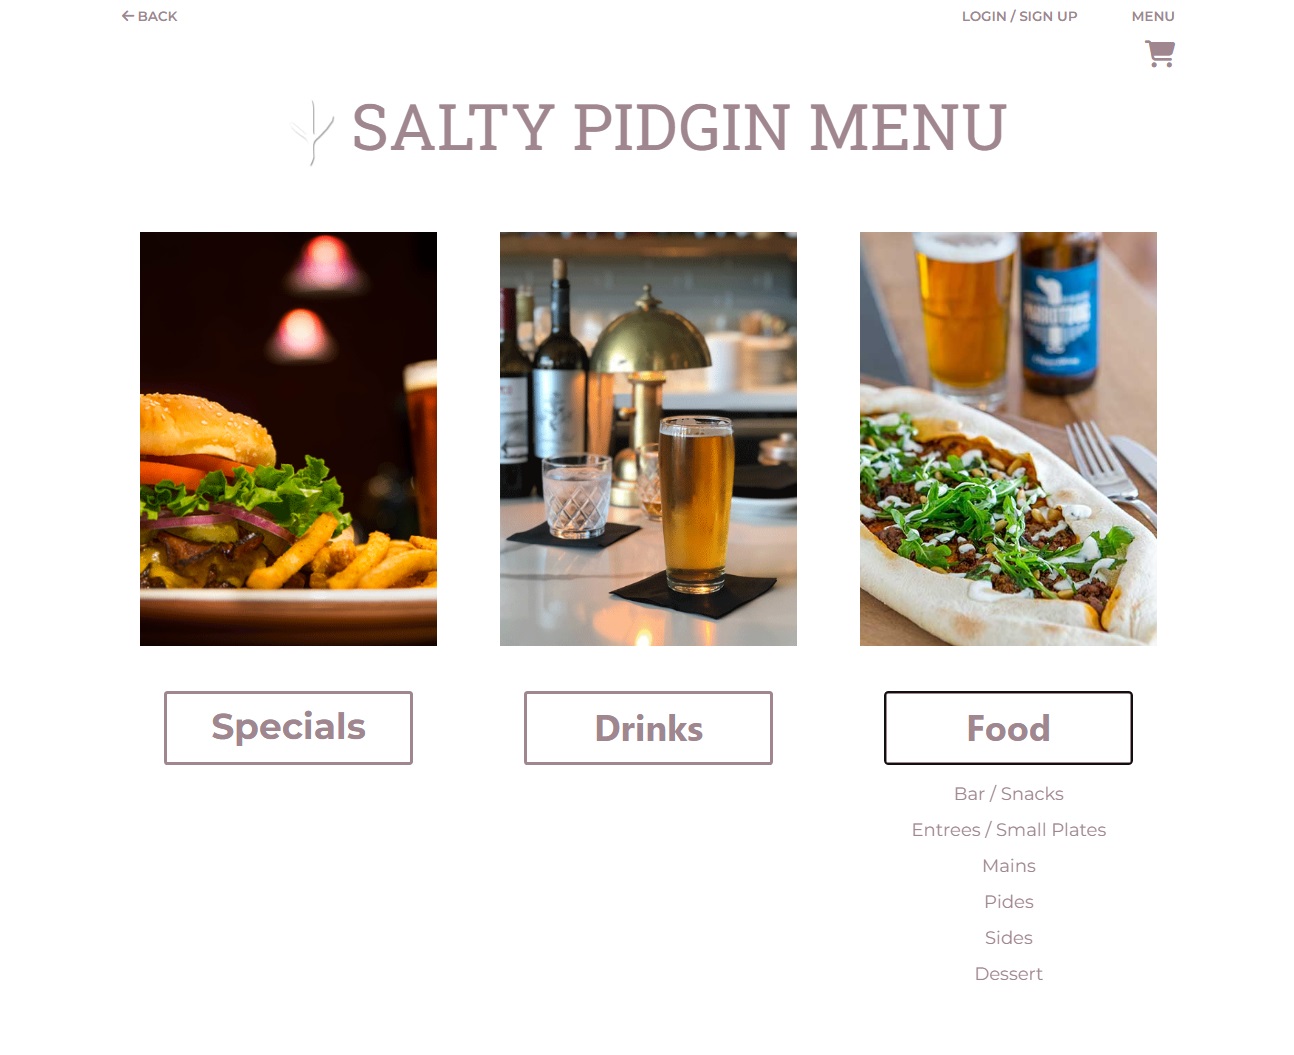 BACK
LOGIN / SIGN UP
MENU
SALTY PIDGIN MENU
Specials
Drinks
Food
Bar / Snacks
Entrees / Small Plates
Mains
Pides
Sides
Dessert